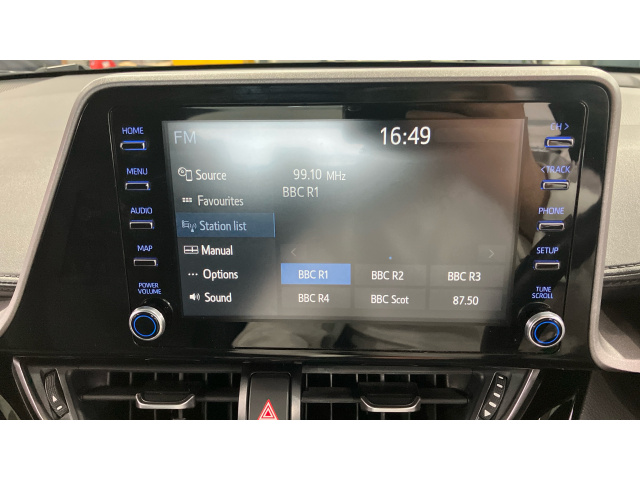 HOME
MENU
AUDIO
MAP
POWER
VOLUME
FM
16:49
Source
Favourites
Station list
Manual
Options
Sound
99.10 MHz
BBC R1
BBC R1
BBC R2
BBC R3
BBC R4
BBC Scot
87.50
CH >
< TRACK
PHONE
SETUP
TUNE
SCROLL